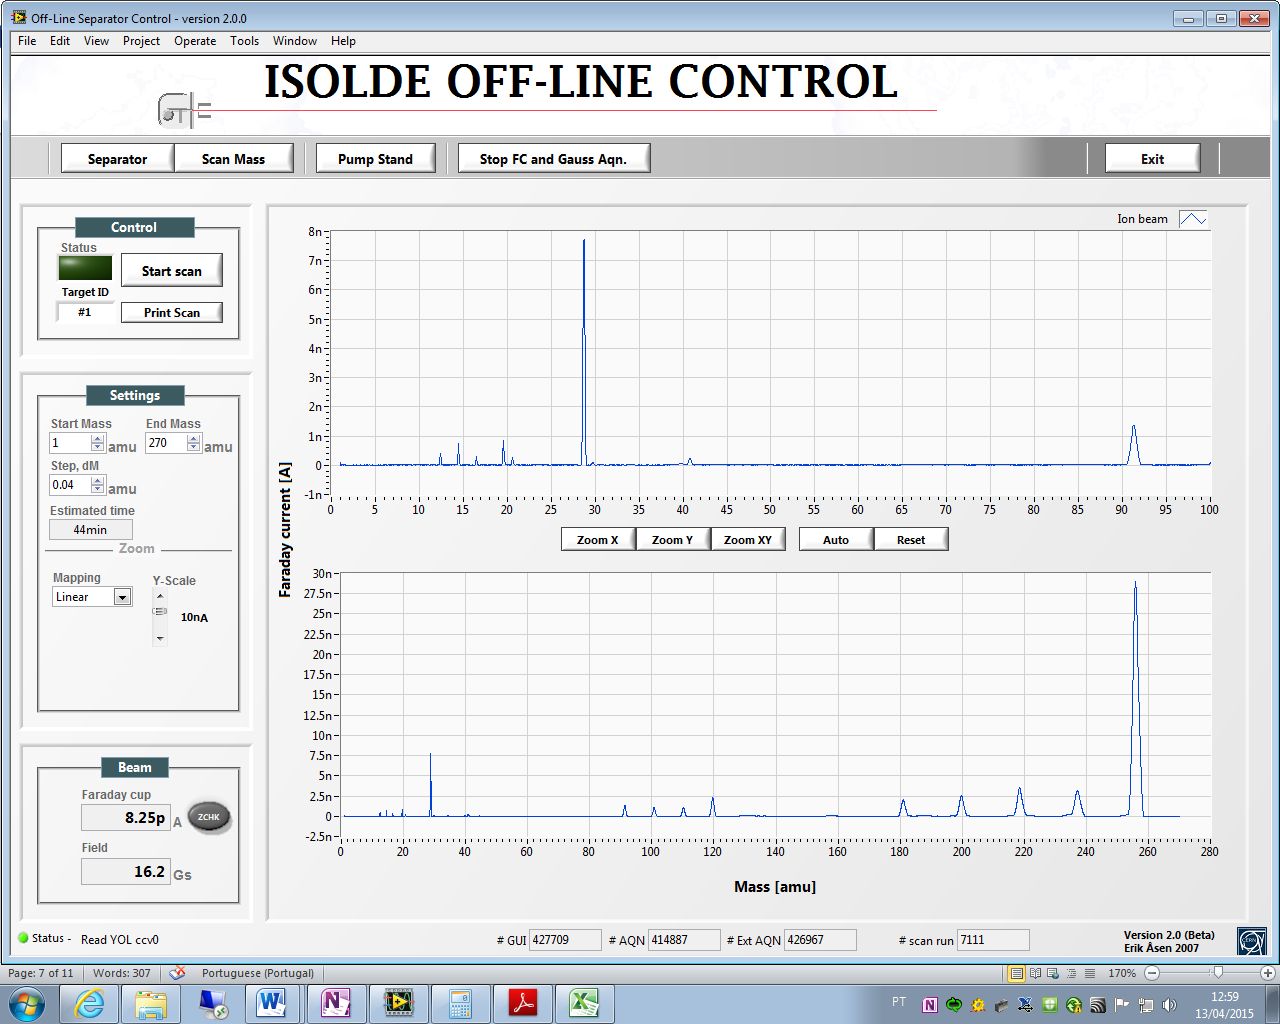 Off-Line Separator Control - version 2.0.0
File Edit View Project Operate Tools Window Help
ISOLDE OFF-LINE CONTROL
Separator Scan Mass Pump Stand Stop FC and Gauss Aqn. Exit
Control
Status
Start scan
Target ID
#1 Print Scan
Settings
Start Mass End Mass
1 amu 270 amu
Step, dM
0.04 amu
Estimated time
44min
Zoom
Mapping Y-Scale
Linear 10nA
Beam
Faraday cup
8.25p A ZCHK
Field
16.2 Gs
Ion beam
8n
7n
6n
5n
4n
3n
2n
1n
0
-1n
0 5 10 15 20 25 30 35 40 45 50 55 60 65 70 75 80 85 90 95 100
Faraday current [A]
Zoom X Zoom Y Zoom XY Auto Reset
30n
27.5n
25n
22.5n
20n
17.5n
15n
12.5n
10n
7.5n
5n
2.5n
0
-2.5n
0 20 40 60 80 100 120 140 160 180 200 220 240 260 280
Mass [amu]
Status - Read YOL ccv0 # GUI 427709 # AQN 414887 # Ext AQN 426967 # scan run 7111
Version 2.0 (Beta)
Erik Åsen 2007
CERN
Page: 7 of 11 Words: 307 Portuguese (Portugal) 170%
PT 12:59
13/04/2015